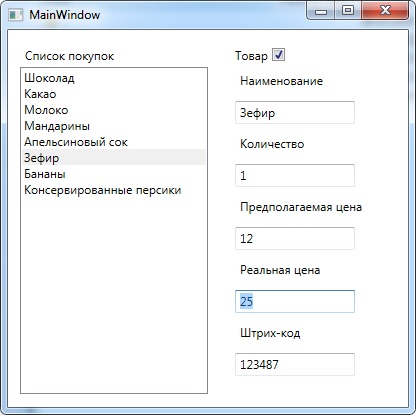 MainWindow
Список покупок
Шоколад
Какао
Молоко
Мандарины
Апельсиновый сок
Зефир
Бананы
Консервированные персики
Товар
Наименование
Зефир
Количество
1
Предполагаемая цена
12
Реальная цена
25
Штрих-код
123487